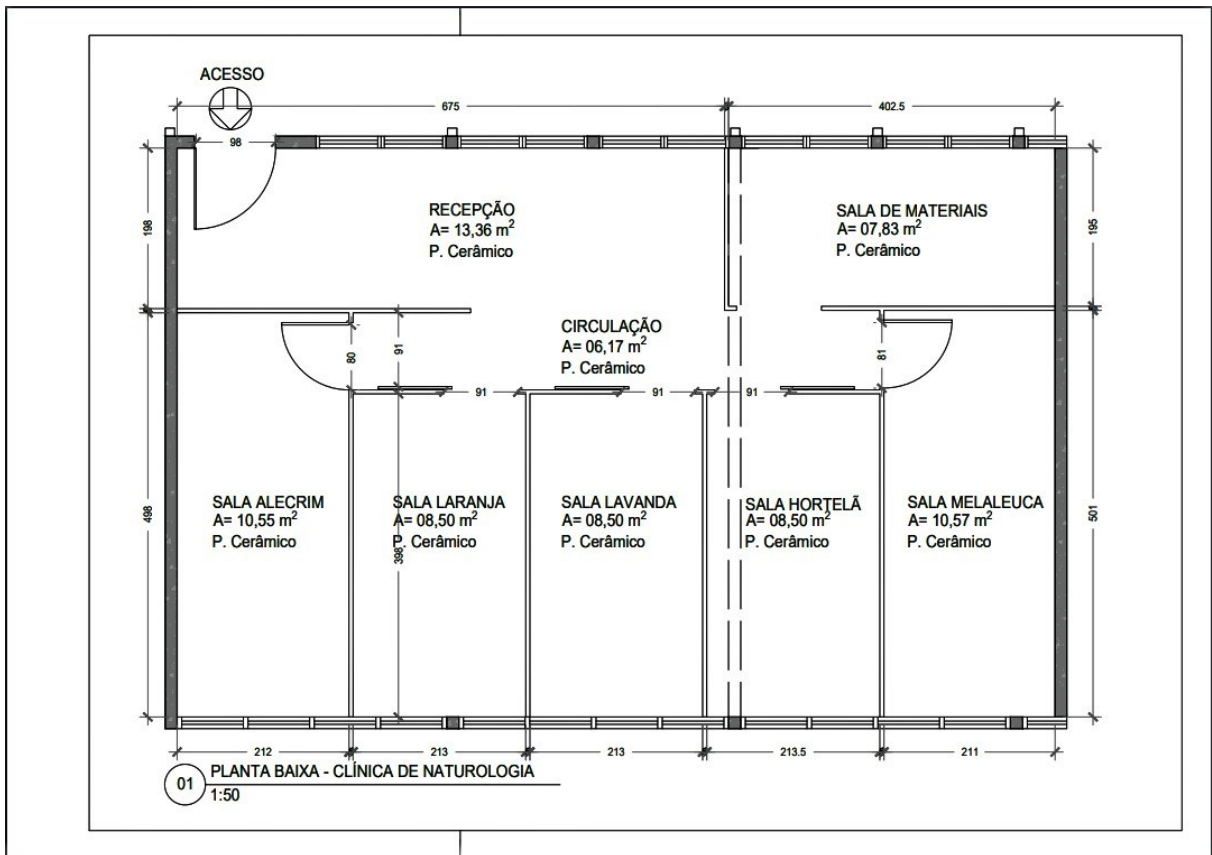 ACESSO
675
402.5
98
198
RECEPÇÃO
A= 13,36 m²
P. Cerâmico
SALA DE MATERIAIS
A= 07,83 m²
P. Cerâmico
195
CIRCULAÇÃO
A= 06,17 m²
P. Cerâmico
80
91
81
91
91
91
498
SALA ALECRIM
A= 10,55 m²
P. Cerâmico
SALA LARANJA
A= 08,50 m²
P. Cerâmico
398
SALA LAVANDA
A= 08,50 m²
P. Cerâmico
SALA HORTELÃ
A= 08,50 m²
P. Cerâmico
SALA MELALEUCA
A= 10,57 m²
P. Cerâmico
501
212
213
213
213.5
211
01
PLANTA BAIXA - CLÍNICA DE NATUROLOGIA
1:50